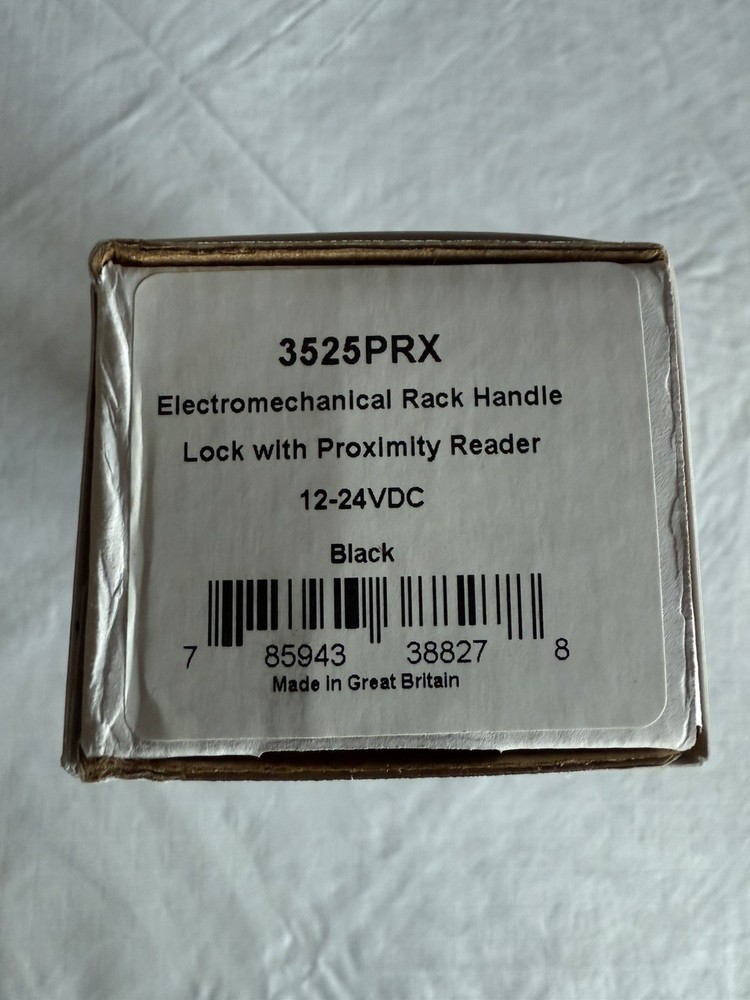 3525PRX
Electromechanical Rack Handle
Lock with Proximity Reader
12-24VDC
Black
7 85943 38827 8
Made in Great Britain